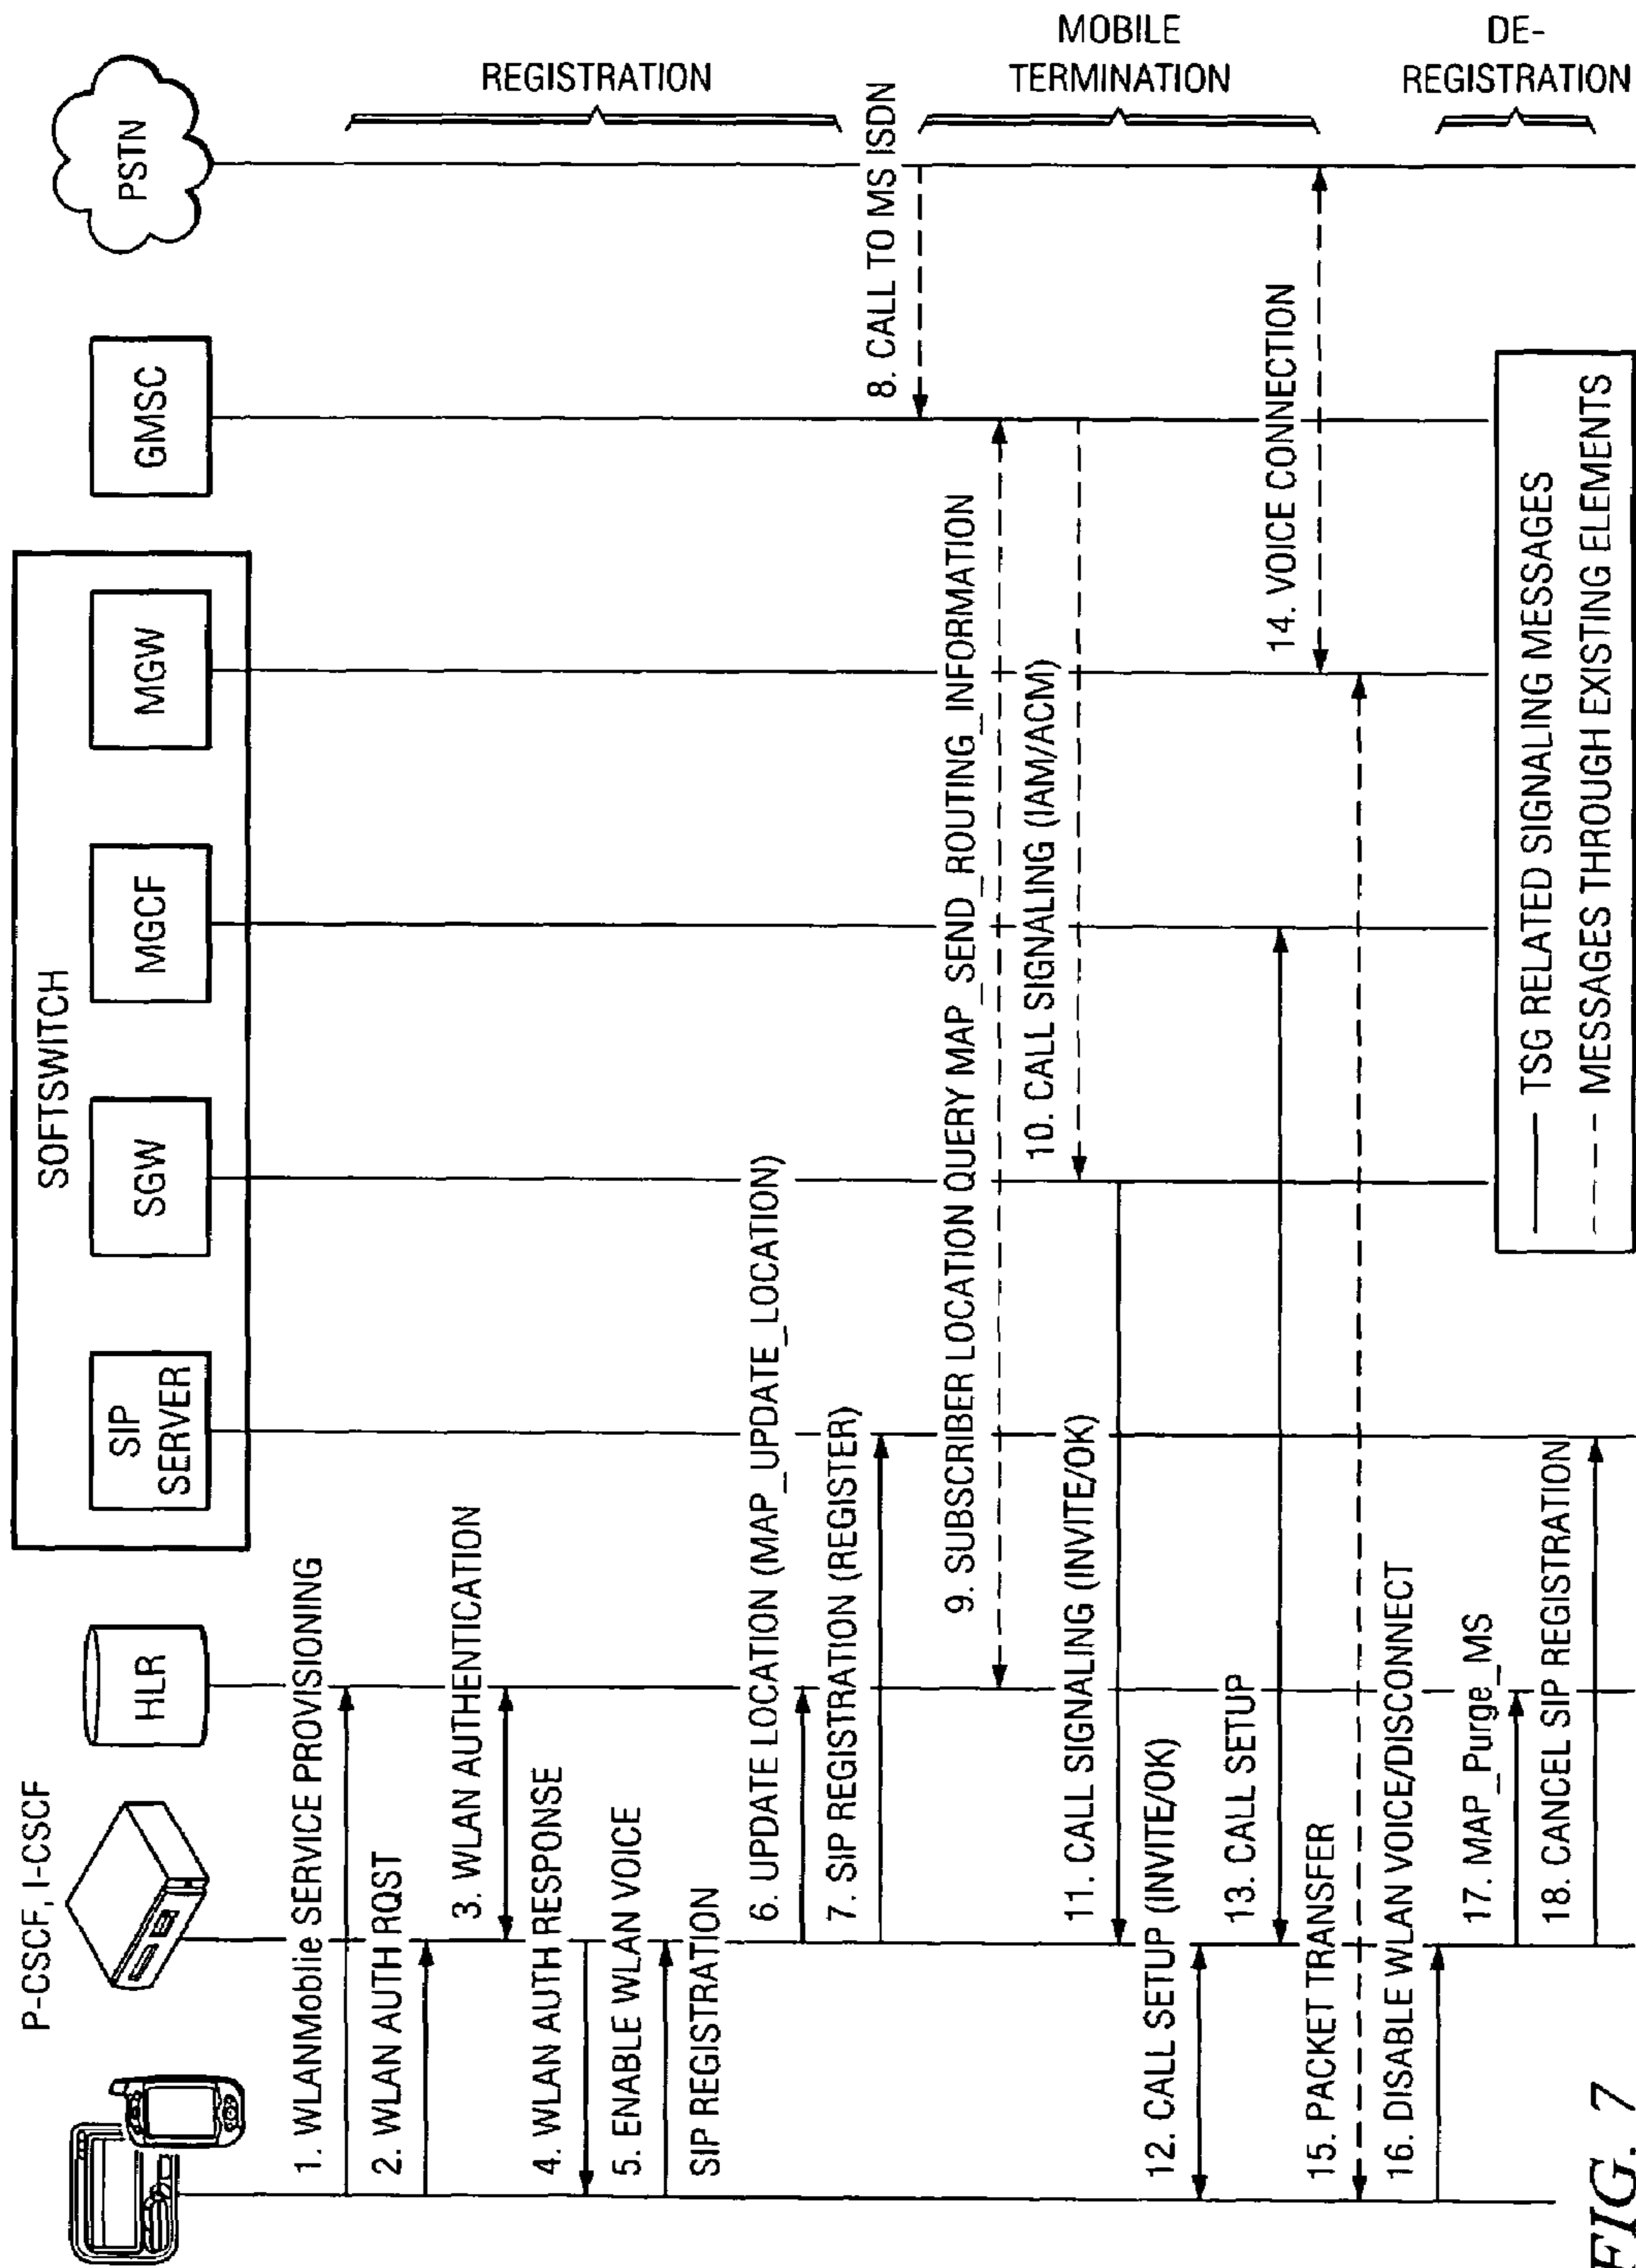 P-CSCF, I-CSCF
HLR
SOFTSWITCH
SIP
SERVER
SGW
MGCF
MGW
GMSC
PSTN
REGISTRATION
MOBILE
TERMINATION
DE-
REGISTRATION
1. WLANMoblie SERVICE PROVISIONING
2. WLAN AUTH RQST
3. WLAN AUTHENTICATION
4. WLAN AUTH RESPONSE
5. ENABLE WLAN VOICE
SIP REGISTRATION
6. UPDATE LOCATION (MAP_UPDATE_LOCATION)
7. SIP REGISTRATION (REGISTER)
8. CALL TO MS ISDN
9. SUBSCRIBER LOCATION QUERY MAP_SEND_ROUTING_INFORMATION
10. CALL SIGNALING (IAM/ACM)
11. CALL SIGNALING (INVITE/OK)
12. CALL SETUP (INVITE/OK)
13. CALL SETUP
14. VOICE CONNECTION
15. PACKET TRANSFER
16. DISABLE WLAN VOICE/DISCONNECT
17. MAP_Purge_MS
18. CANCEL SIP REGISTRATION
TSG RELATED SIGNALING MESSAGES
MESSAGES THROUGH EXISTING ELEMENTS
FIG. 7